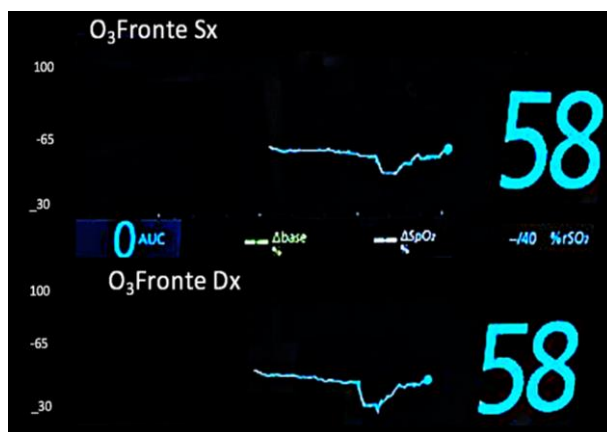 O₃Fronte Sx
100
-65
58
_30
0 AUC -- Δbase % -- ΔSpO₂ % --/40 %rSO₂
O₃Fronte Dx
100
-65
58
_30